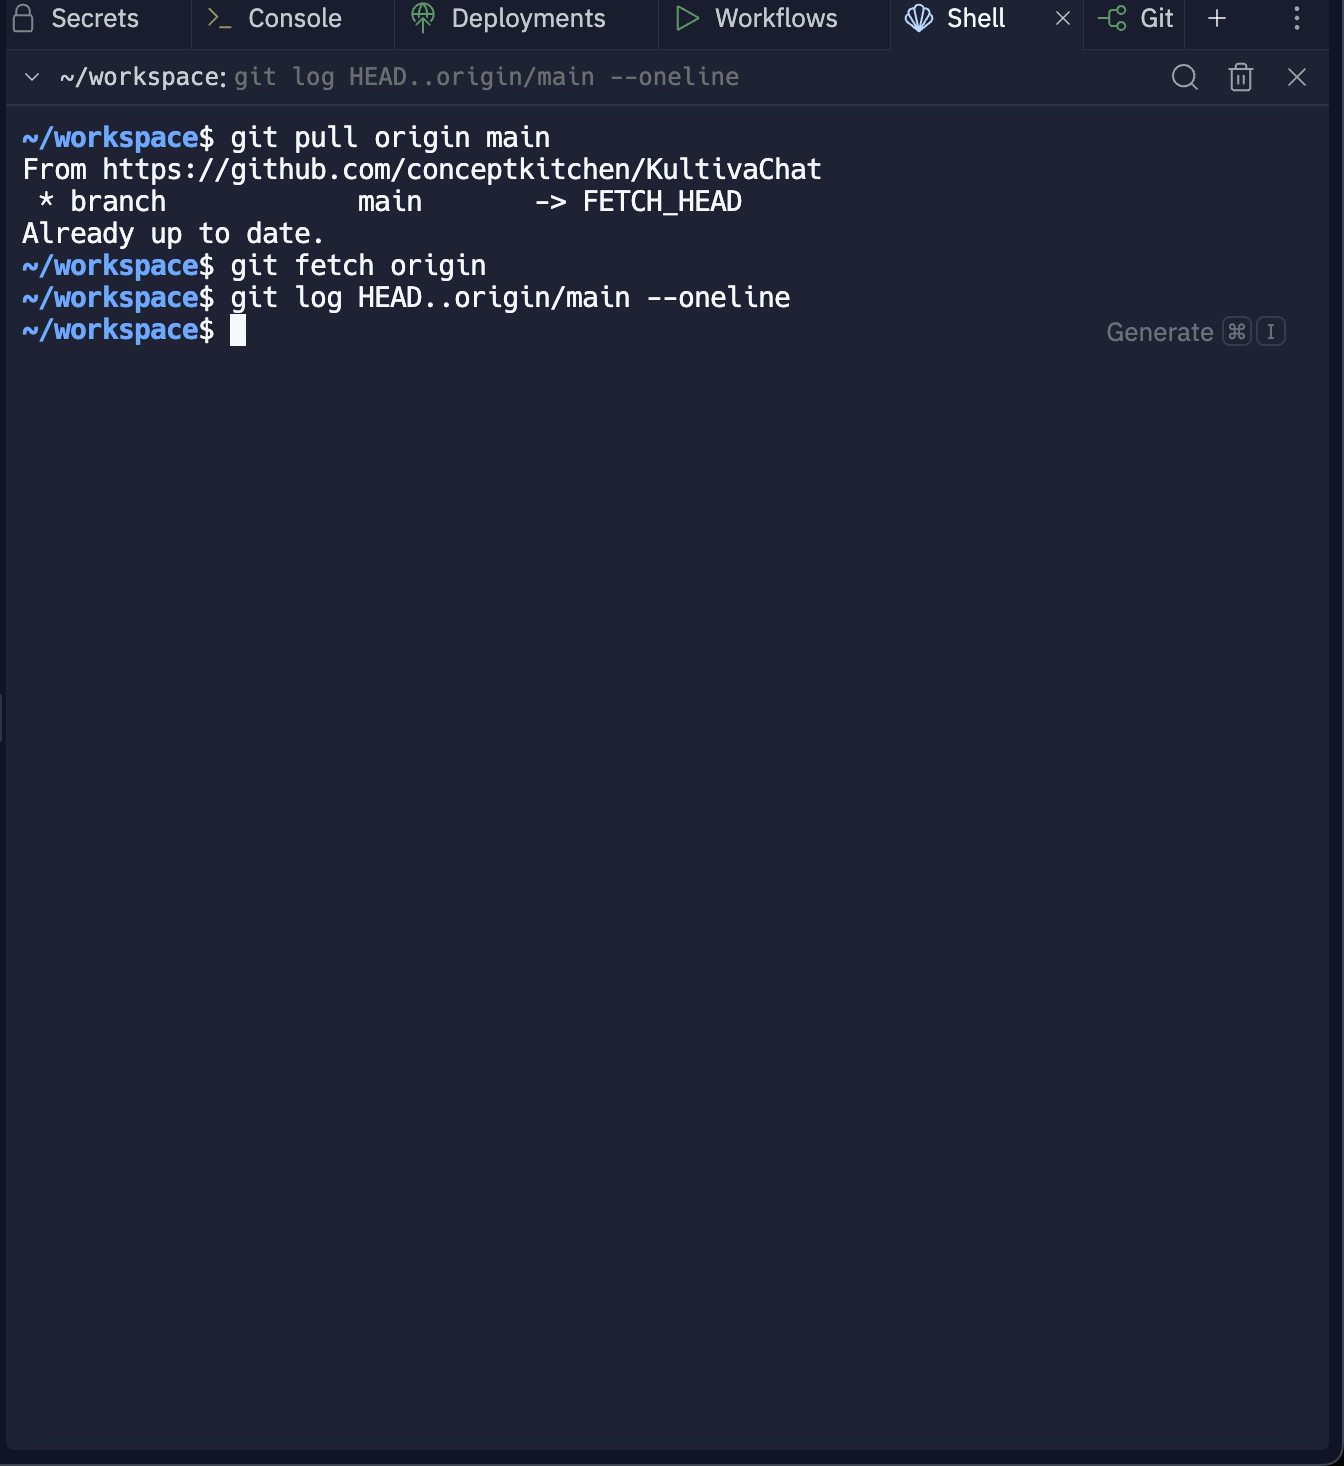 Secrets Console Deployments Workflows Shell Git
~/workspace: git log HEAD..origin/main --oneline
~/workspace$ git pull origin main
From https://github.com/conceptkitchen/KultivaChat
 * branch            main       -> FETCH_HEAD
Already up to date.
~/workspace$ git fetch origin
~/workspace$ git log HEAD..origin/main --oneline
~/workspace$
Generate ⌘ I